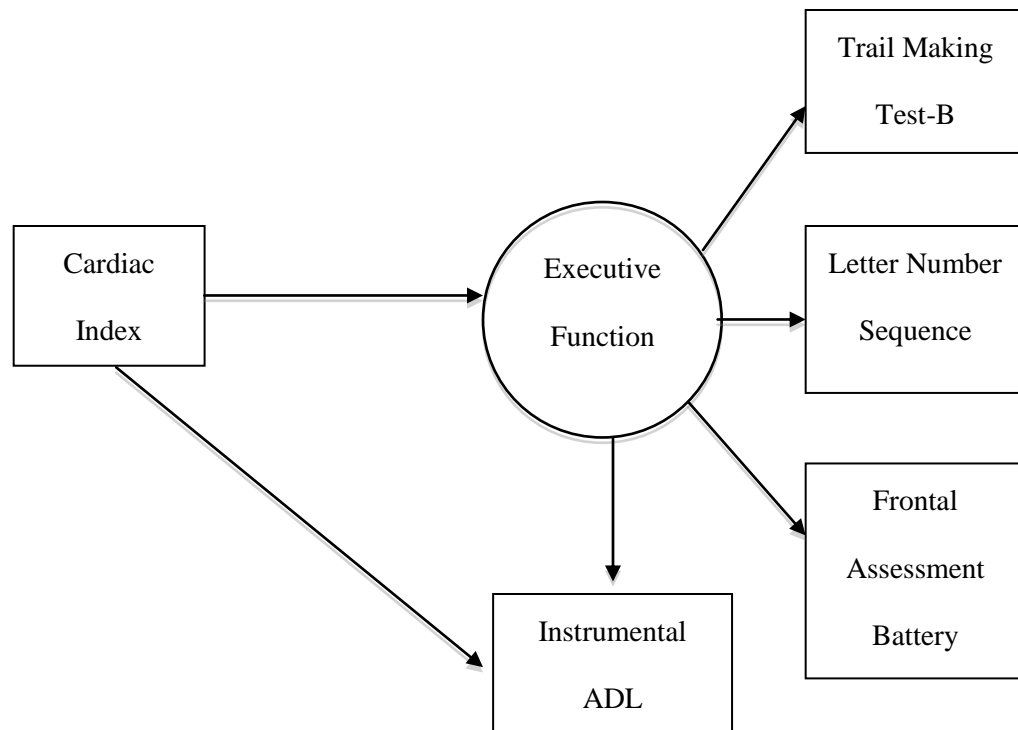 Trail Making
Test-B
Cardiac
Index
Executive
Function
Letter Number
Sequence
Frontal
Assessment
Battery
Instrumental
ADL